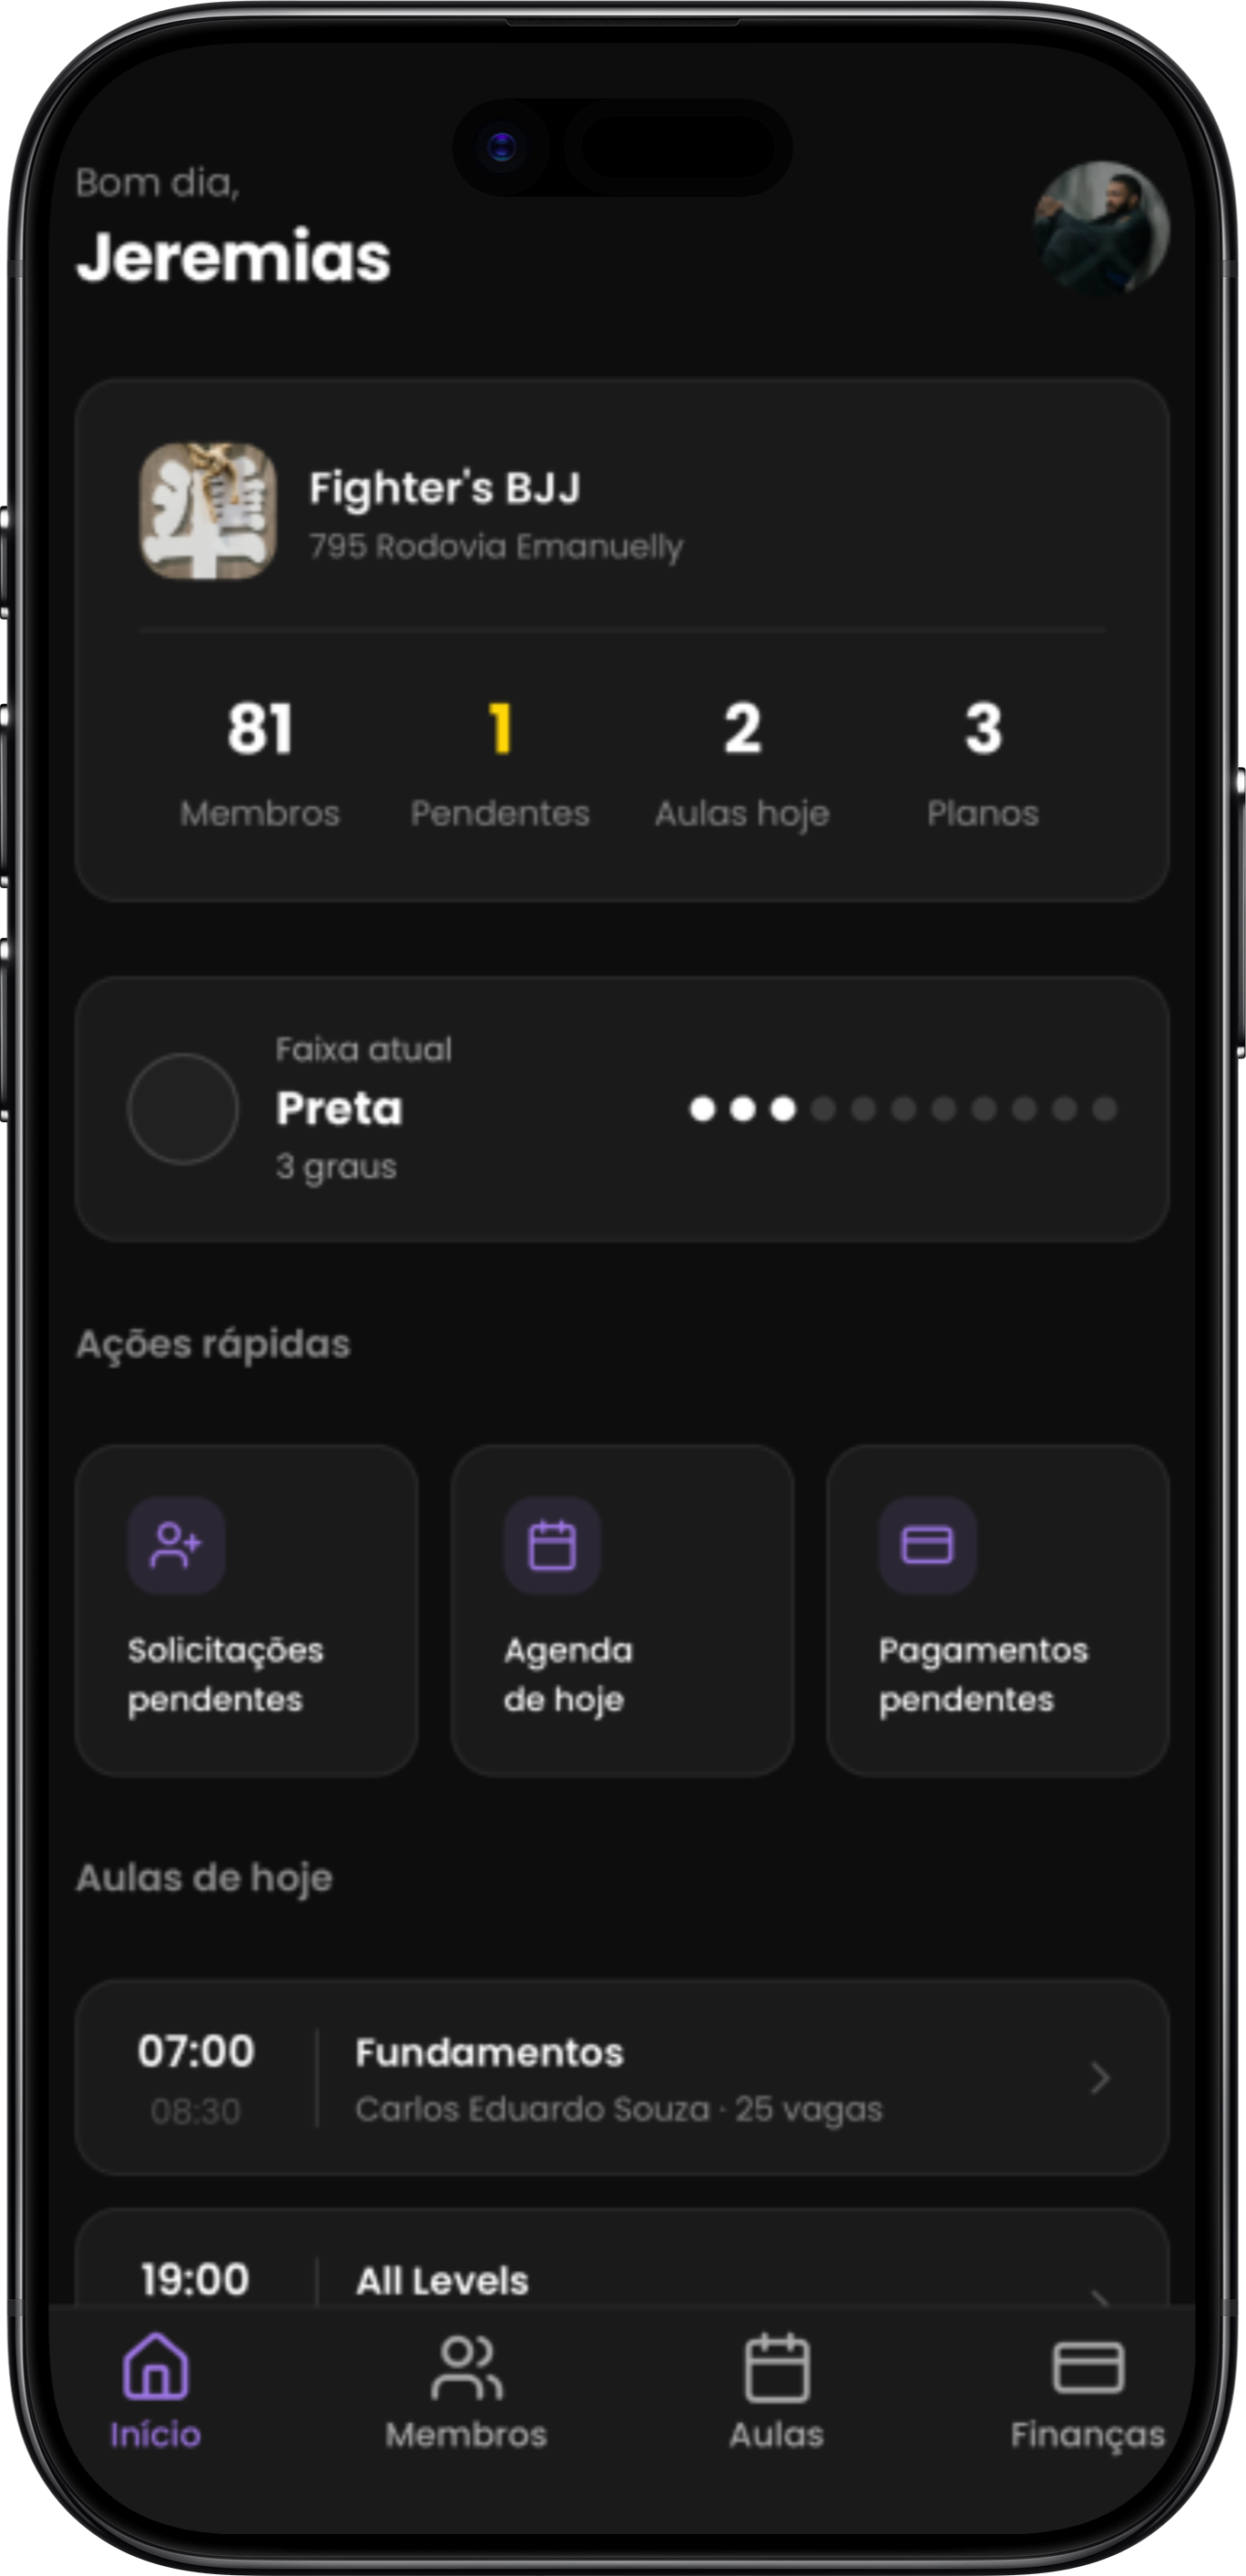 Bom dia,
Jeremias
Fighter's BJJ
795 Rodovia Emanuelly
81 1 2 3
Membros Pendentes Aulas hoje Planos
Faixa atual
Preta
3 graus
Ações rápidas
Solicitações
pendentes
Agenda
de hoje
Pagamentos
pendentes
Aulas de hoje
07:00 Fundamentos
08:30 Carlos Eduardo Souza · 25 vagas
19:00 All Levels
Início Membros Aulas Finanças